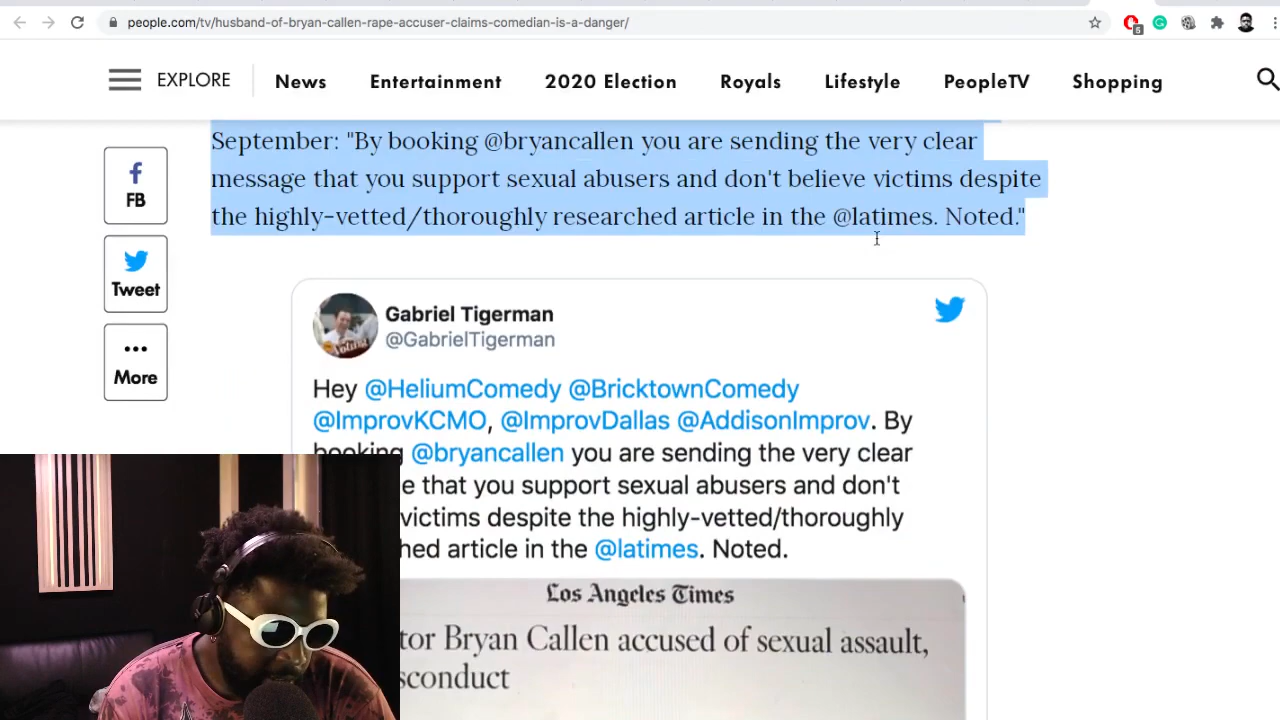 people.com/tv/husband-of-bryan-callen-rape-accuser-claims-comedian-is-a-danger/
5
EXPLORE News Entertainment 2020 Election Royals Lifestyle PeopleTV Shopping
September: "By booking @bryancallen you are sending the very clear
message that you support sexual abusers and don't believe victims despite
the highly-vetted/thoroughly researched article in the @latimes. Noted."
FB
Tweet
More
Gabriel Tigerman
@GabrielTigerman
Hey @HeliumComedy @BricktownComedy
@ImprovKCMO, @ImprovDallas @AddisonImprov. By
booking @bryancallen you are sending the very clear
e that you support sexual abusers and don't
victims despite the highly-vetted/thoroughly
hed article in the @latimes. Noted.
Los Angeles Times
tor Bryan Callen accused of sexual assault,
sconduct